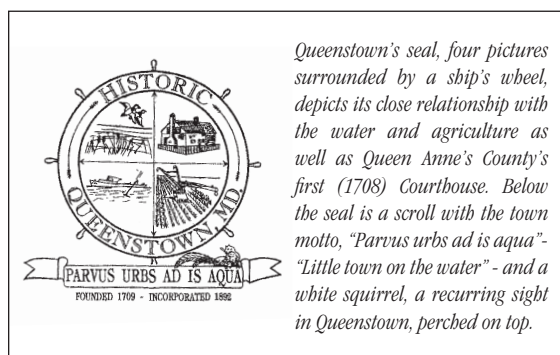 HISTORIC
QUEENSTOWN, MD.
PARVUS URBS AD IS AQUA
FOUNDED 1709 - INCORPORATED 1892
Queenstown's seal, four pictures
surrounded by a ship's wheel,
depicts its close relationship with
the water and agriculture as
well as Queen Anne's County's
first (1708) Courthouse. Below
the seal is a scroll with the town
motto, "Parvus urbs ad is aqua"-
"Little town on the water" - and a
white squirrel, a recurring sight
in Queenstown, perched on top.